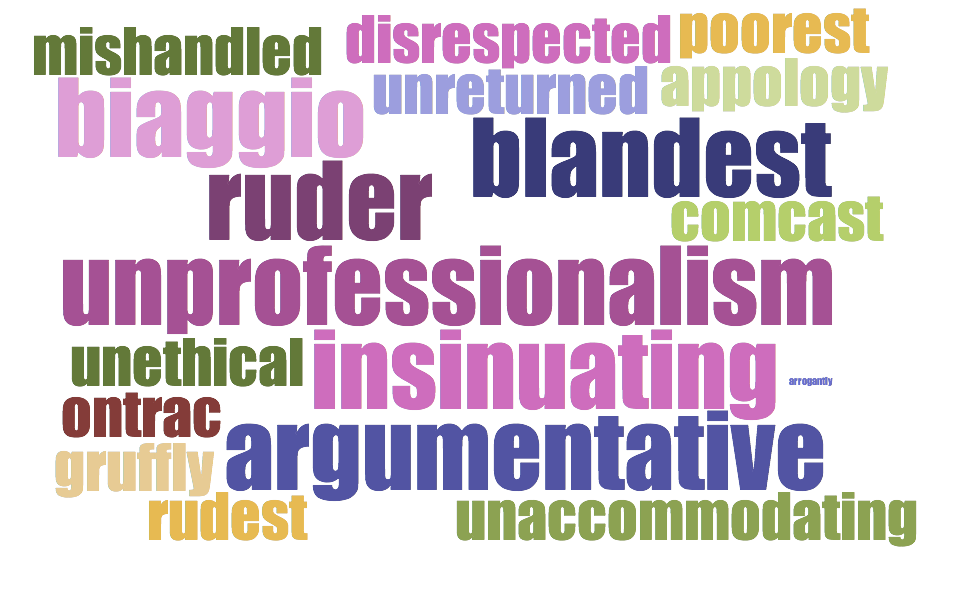 mishandled disrespected poorest
biaggio unreturned appology
ruder blandest
comcast
unprofessionalism
unethical insinuating arrogantly
ontrac argumentative
gruffly
rudest unaccommodating